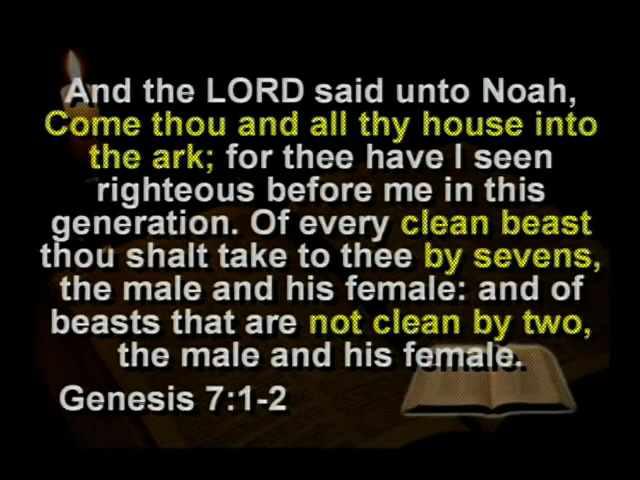 And the LORD said unto Noah,
Come thou and all thy house into
the ark; for thee have I seen
righteous before me in this
generation. Of every clean beast
thou shalt take to thee by sevens,
the male and his female: and of
beasts that are not clean by two,
the male and his female.
Genesis 7:1-2